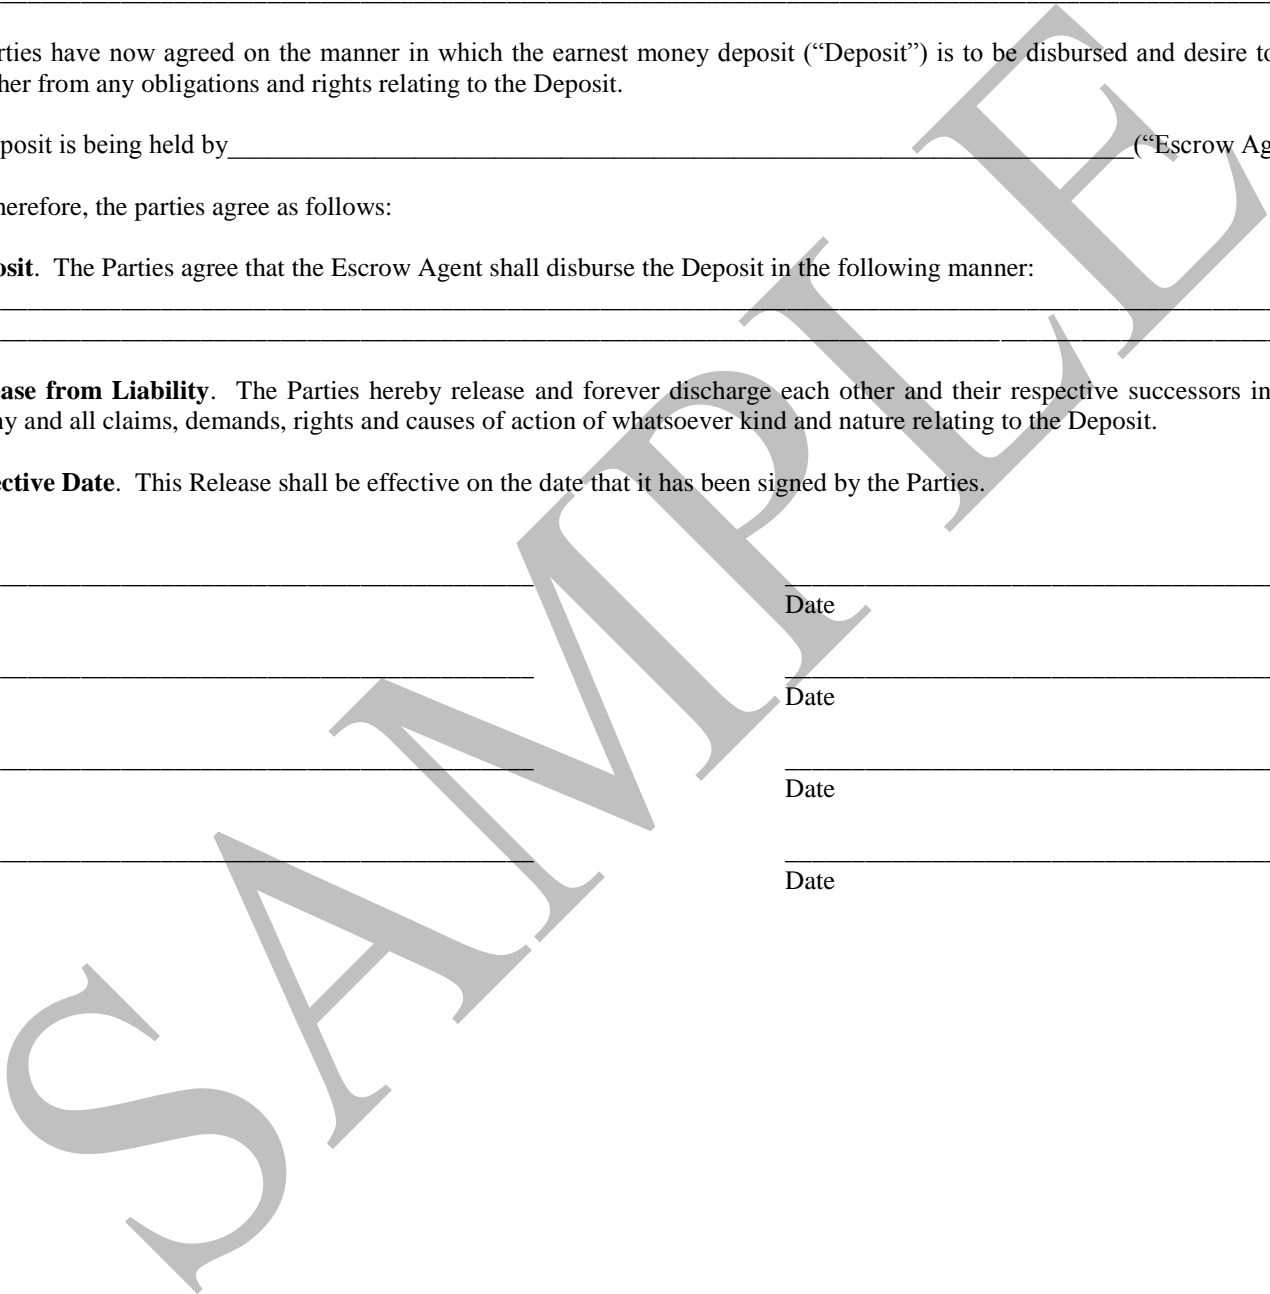 rties have now agreed on the manner in which the earnest money deposit (“Deposit”) is to be disbursed and desire to
her from any obligations and rights relating to the Deposit.
posit is being held by______________________________(“Escrow Ag
herefore, the parties agree as follows:
osit. The Parties agree that the Escrow Agent shall disburse the Deposit in the following manner:
ase from Liability. The Parties hereby release and forever discharge each other and their respective successors in
ny and all claims, demands, rights and causes of action of whatsoever kind and nature relating to the Deposit.
ective Date. This Release shall be effective on the date that it has been signed by the Parties.
Date
Date
Date
Date
SAMPLE